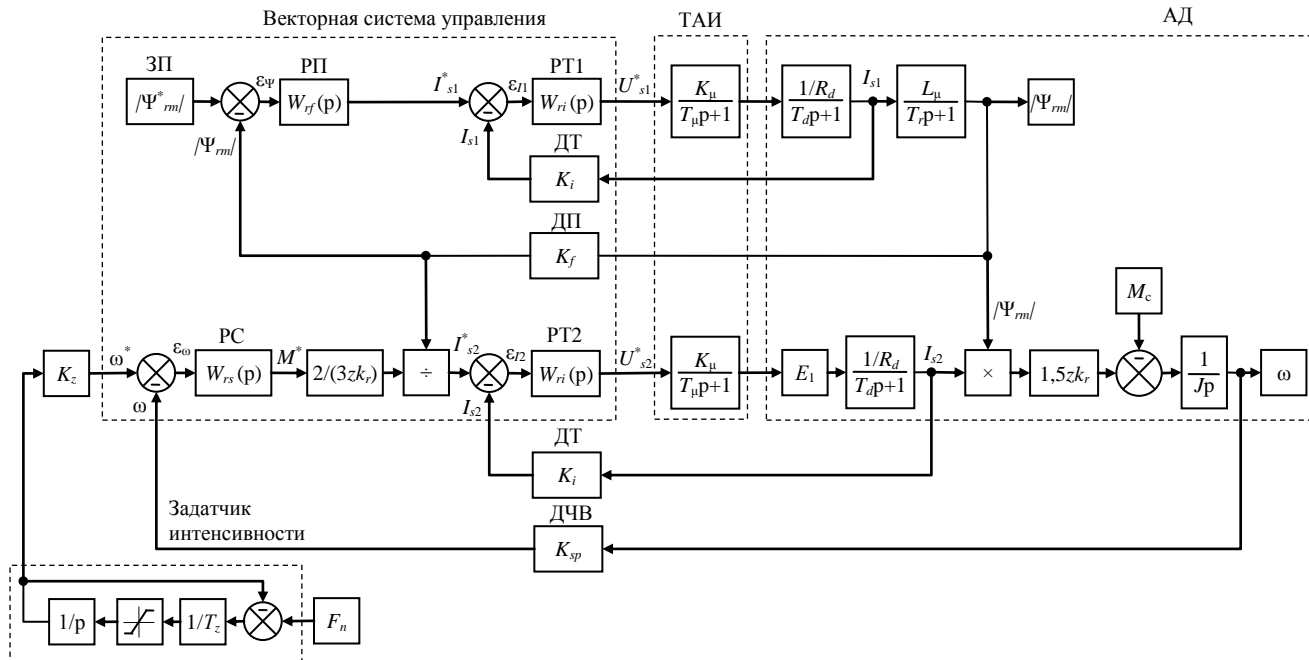 Векторная система управления
ТАИ
АД
ЗП
/Ψ*rm/
εΨ
РП
Wrf(p)
I*s1
εI1
РТ1
Wri(p)
U*s1
Kμ
Tμp+1
1/Rd
Tdp+1
Is1
Lμ
Trp+1
/Ψrm/
/Ψrm/
Is1
ДТ
Ki
ДП
Kf
/Ψrm/
Mс
Kz
ω*
εω
РС
Wrs(p)
M*
2/(3zkr)
÷
I*s2
εI2
РТ2
Wri(p)
U*s2
Kμ
Tμp+1
E1
1/Rd
Tdp+1
Is2
×
1,5zkr
1
Jp
ω
ω
Is2
ДТ
Ki
Задатчик
интенсивности
ДЧВ
Ksp
1/p
1/Tz
Fn